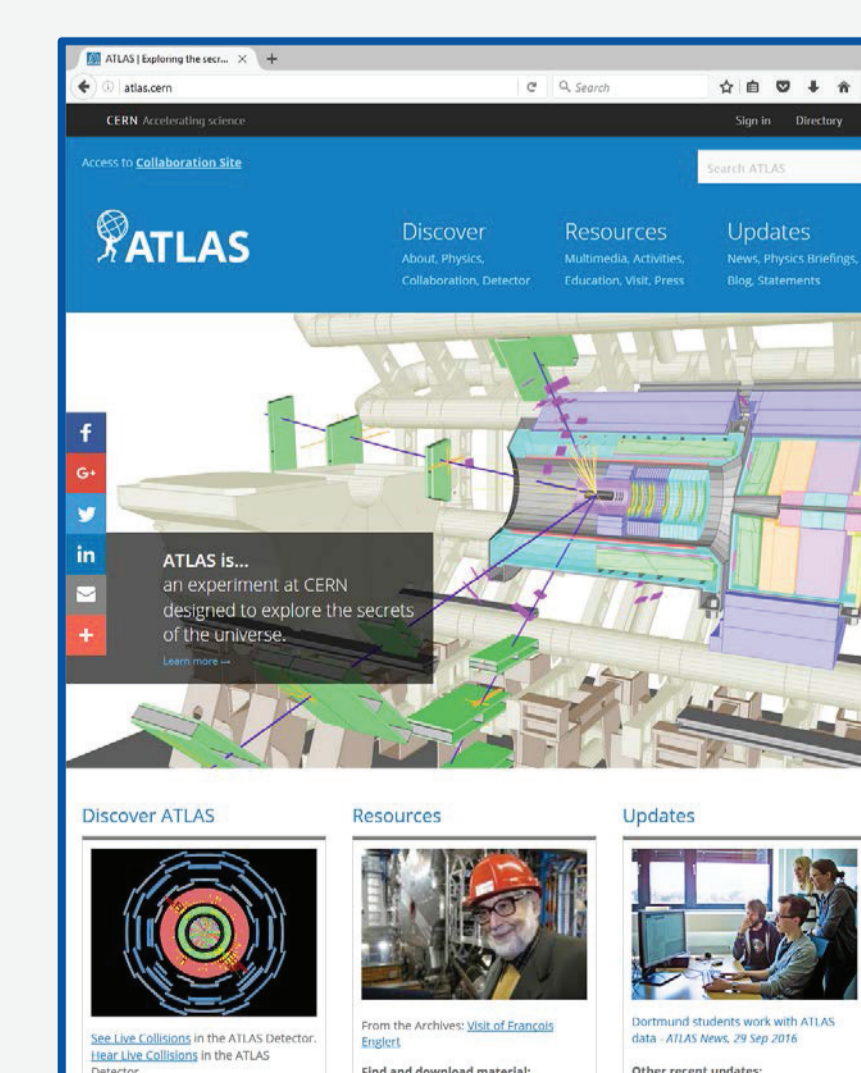 ATLAS | Exploring the secr...
atlas.cern
Search
CERN Accelerating science
Sign in Directory
Access to Collaboration Site
Search ATLAS
ATLAS
Discover
About, Physics,
Collaboration, Detector
Resources
Multimedia, Activities,
Education, Visit, Press
Updates
News, Physics Briefings,
Blog, Statements
f
G+
in
ATLAS is...
an experiment at CERN
designed to explore the secrets
of the universe.
Learn more
Discover ATLAS
See Live Collisions in the ATLAS Detector.
Hear Live Collisions in the ATLAS
Detector
Resources
From the Archives: Visit of Francois
Englert
Find and download material:
Updates
Dortmund students work with ATLAS
data - ATLAS News, 29 Sep 2016
Other recent updates: